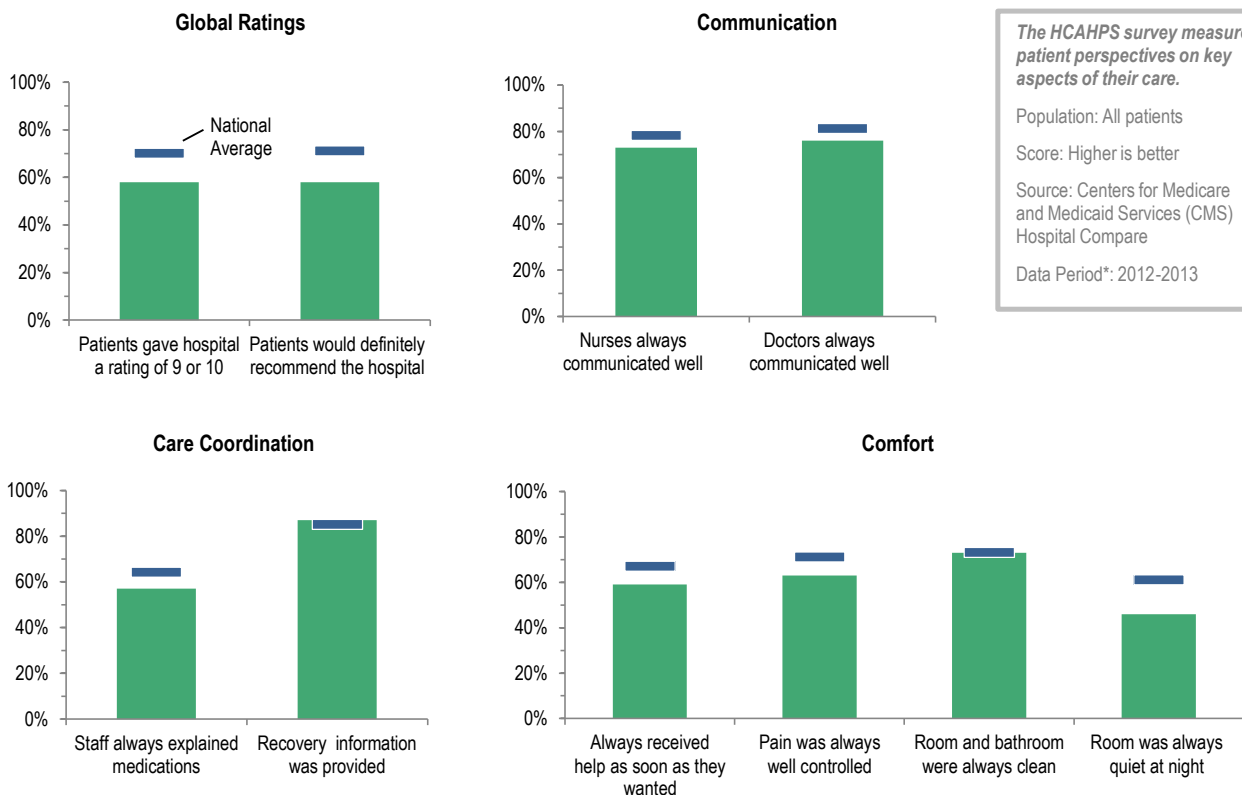 Global Ratings
100%
80%
60%
40%
20%
0%
National
Average
Patients gave hospital
a rating of 9 or 10
Patients would definitely
recommend the hospital
Communication
100%
80%
60%
40%
20%
0%
Nurses always
communicated well
Doctors always
communicated well
The HCAHPS survey measure
patient perspectives on key
aspects of their care.
Population: All patients
Score: Higher is better
Source: Centers for Medicare
and Medicaid Services (CMS)
Hospital Compare
Data Period*: 2012-2013
Care Coordination
100%
80%
60%
40%
20%
0%
Staff always explained
medications
Recovery information
was provided
Comfort
100%
80%
60%
40%
20%
0%
Always received
help as soon as they
wanted
Pain was always
well controlled
Room and bathroom
were always clean
Room was always
quiet at night